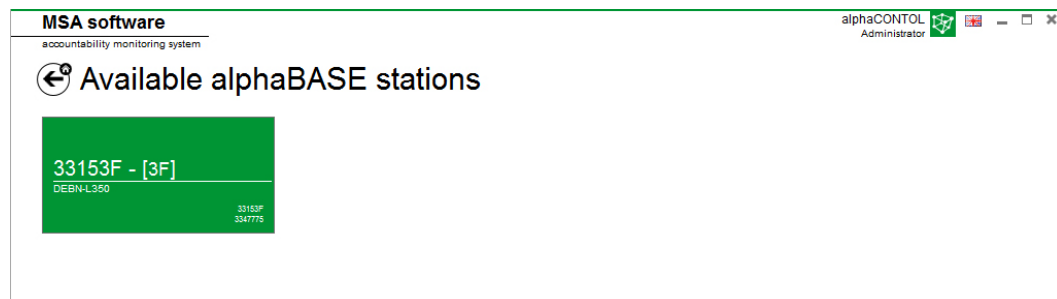 MSA software
accountability monitoring system
alphaCONTOL
Administrator
Available alphaBASE stations
33153F - [3F]
DEBN-L350
33153F
3347775